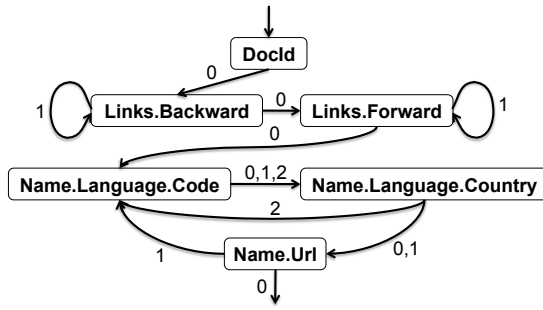 DocId
0
1 Links.Backward 0 Links.Forward 1
0
Name.Language.Code 0,1,2 Name.Language.Country
2
1 Name.Url 0,1
0